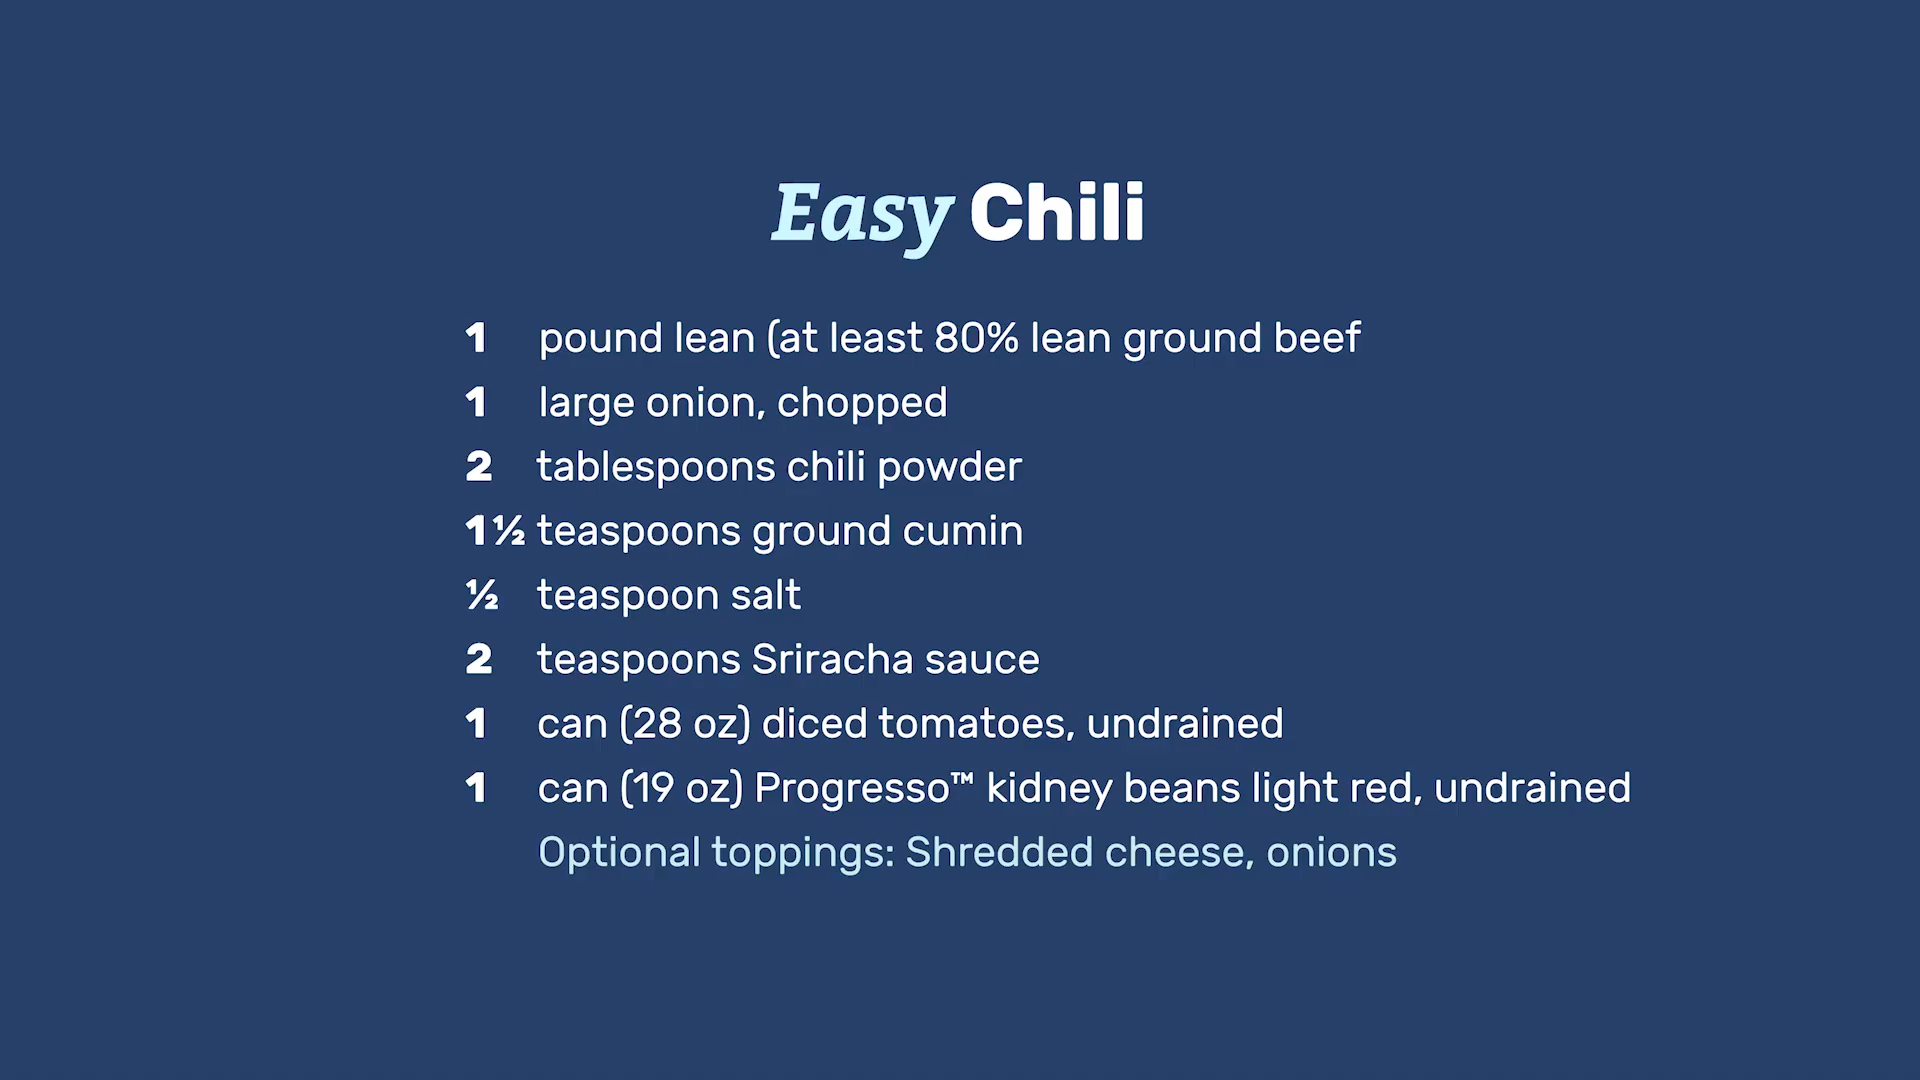 Easy Chili
1 pound lean (at least 80% lean ground beef
1 large onion, chopped
2 tablespoons chili powder
1½ teaspoons ground cumin
½ teaspoon salt
2 teaspoons Sriracha sauce
1 can (28 oz) diced tomatoes, undrained
1 can (19 oz) Progresso™ kidney beans light red, undrained
Optional toppings: Shredded cheese, onions